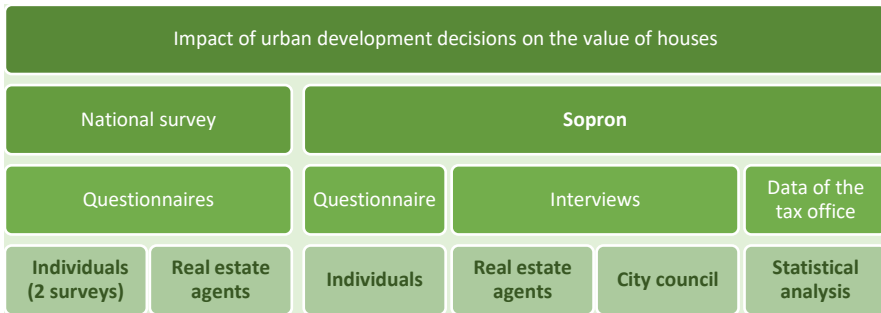 Impact of urban development decisions on the value of houses
National survey
Sopron
Questionnaires
Questionnaire
Interviews
Data of the
tax office
Individuals
(2 surveys)
Real estate
agents
Individuals
Real estate
agents
City council
Statistical
analysis